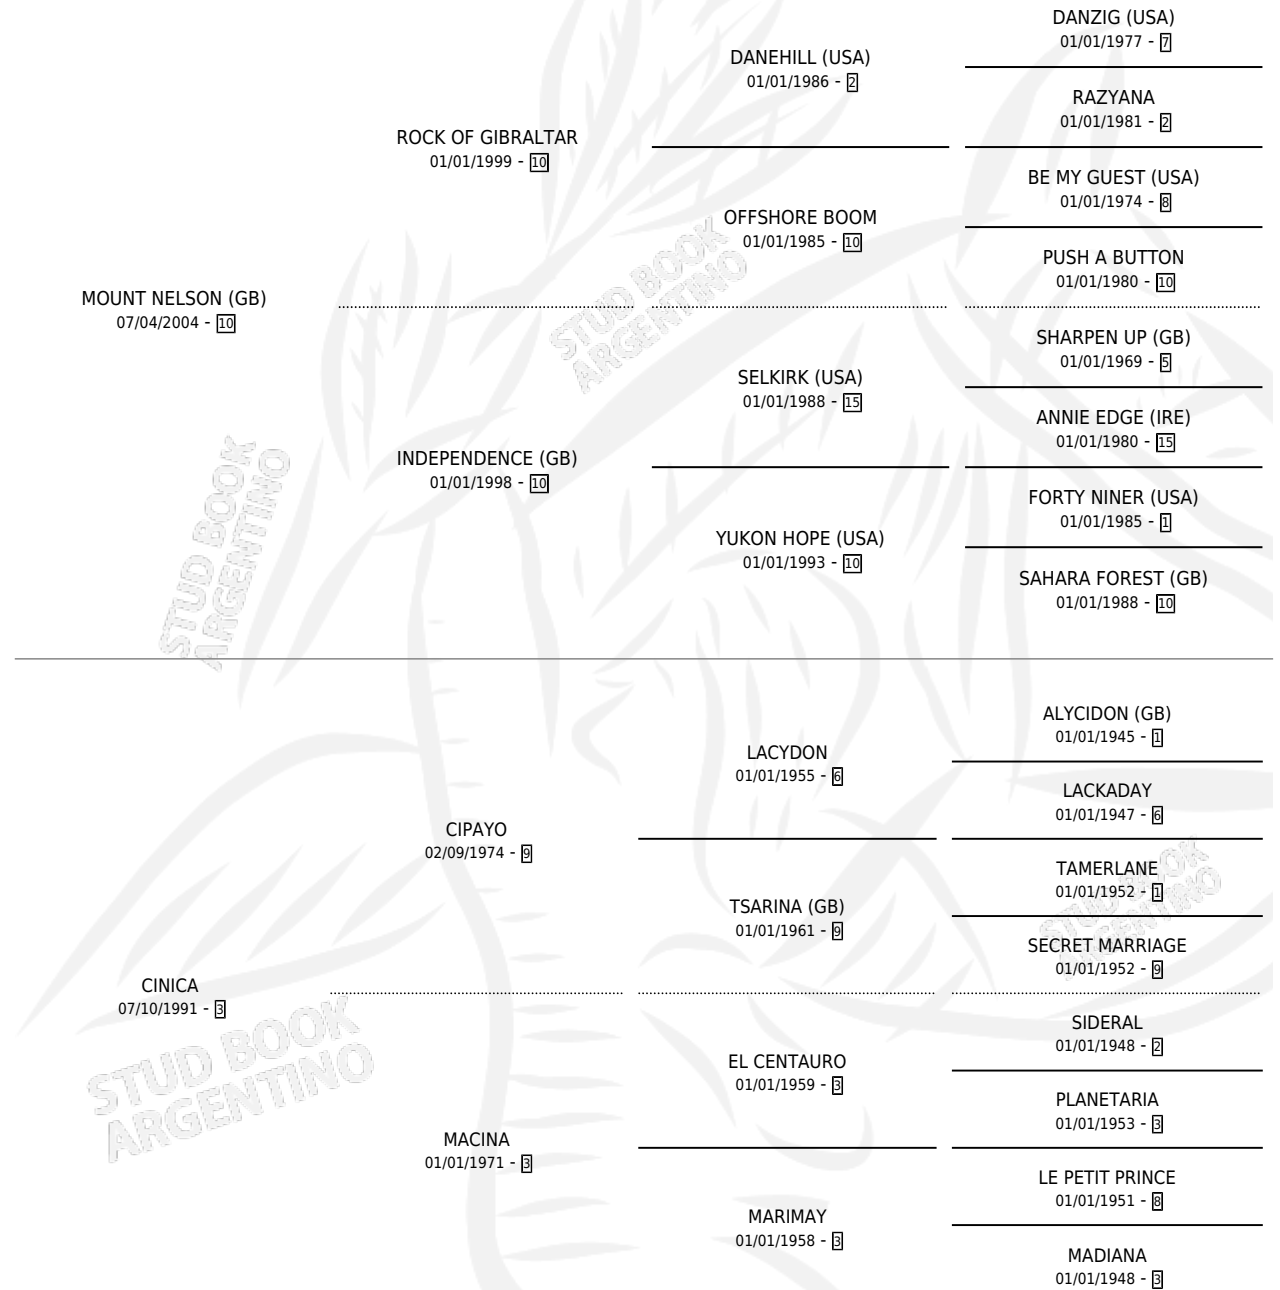 DANZIG (USA)
01/01/1977 - 7
DANEHILL (USA)
01/01/1986 - 2
RAZYANA
01/01/1981 - 2
ROCK OF GIBRALTAR
01/01/1999 - 10
BE MY GUEST (USA)
01/01/1974 - 8
OFFSHORE BOOM
01/01/1985 - 10
PUSH A BUTTON
01/01/1980 - 10
MOUNT NELSON (GB)
07/04/2004 - 10
STUD BOOK
ARGENTINO
SHARPEN UP (GB)
01/01/1969 - 5
SELKIRK (USA)
01/01/1988 - 15
ANNIE EDGE (IRE)
01/01/1980 - 15
INDEPENDENCE (GB)
01/01/1998 - 10
FORTY NINER (USA)
01/01/1985 - 1
YUKON HOPE (USA)
01/01/1993 - 10
SAHARA FOREST (GB)
01/01/1988 - 10
STUD BOOK
ARGENTINO
ALYCIDON (GB)
01/01/1945 - 1
LACYDON
01/01/1955 - 6
LACKADAY
01/01/1947 - 6
CIPAYO
02/09/1974 - 9
TAMERLANE
01/01/1952 - 1
TSARINA (GB)
01/01/1961 - 9
SECRET MARRIAGE
01/01/1952 - 9
STUD BOOK
ARGENTINO
CINICA
07/10/1991 - 3
SIDERAL
01/01/1948 - 2
EL CENTAURO
01/01/1959 - 3
PLANETARIA
01/01/1953 - 3
STUD BOOK
ARGENTINO
MACINA
01/01/1971 - 3
LE PETIT PRINCE
01/01/1951 - 8
MARIMAY
01/01/1958 - 3
MADIANA
01/01/1948 - 3